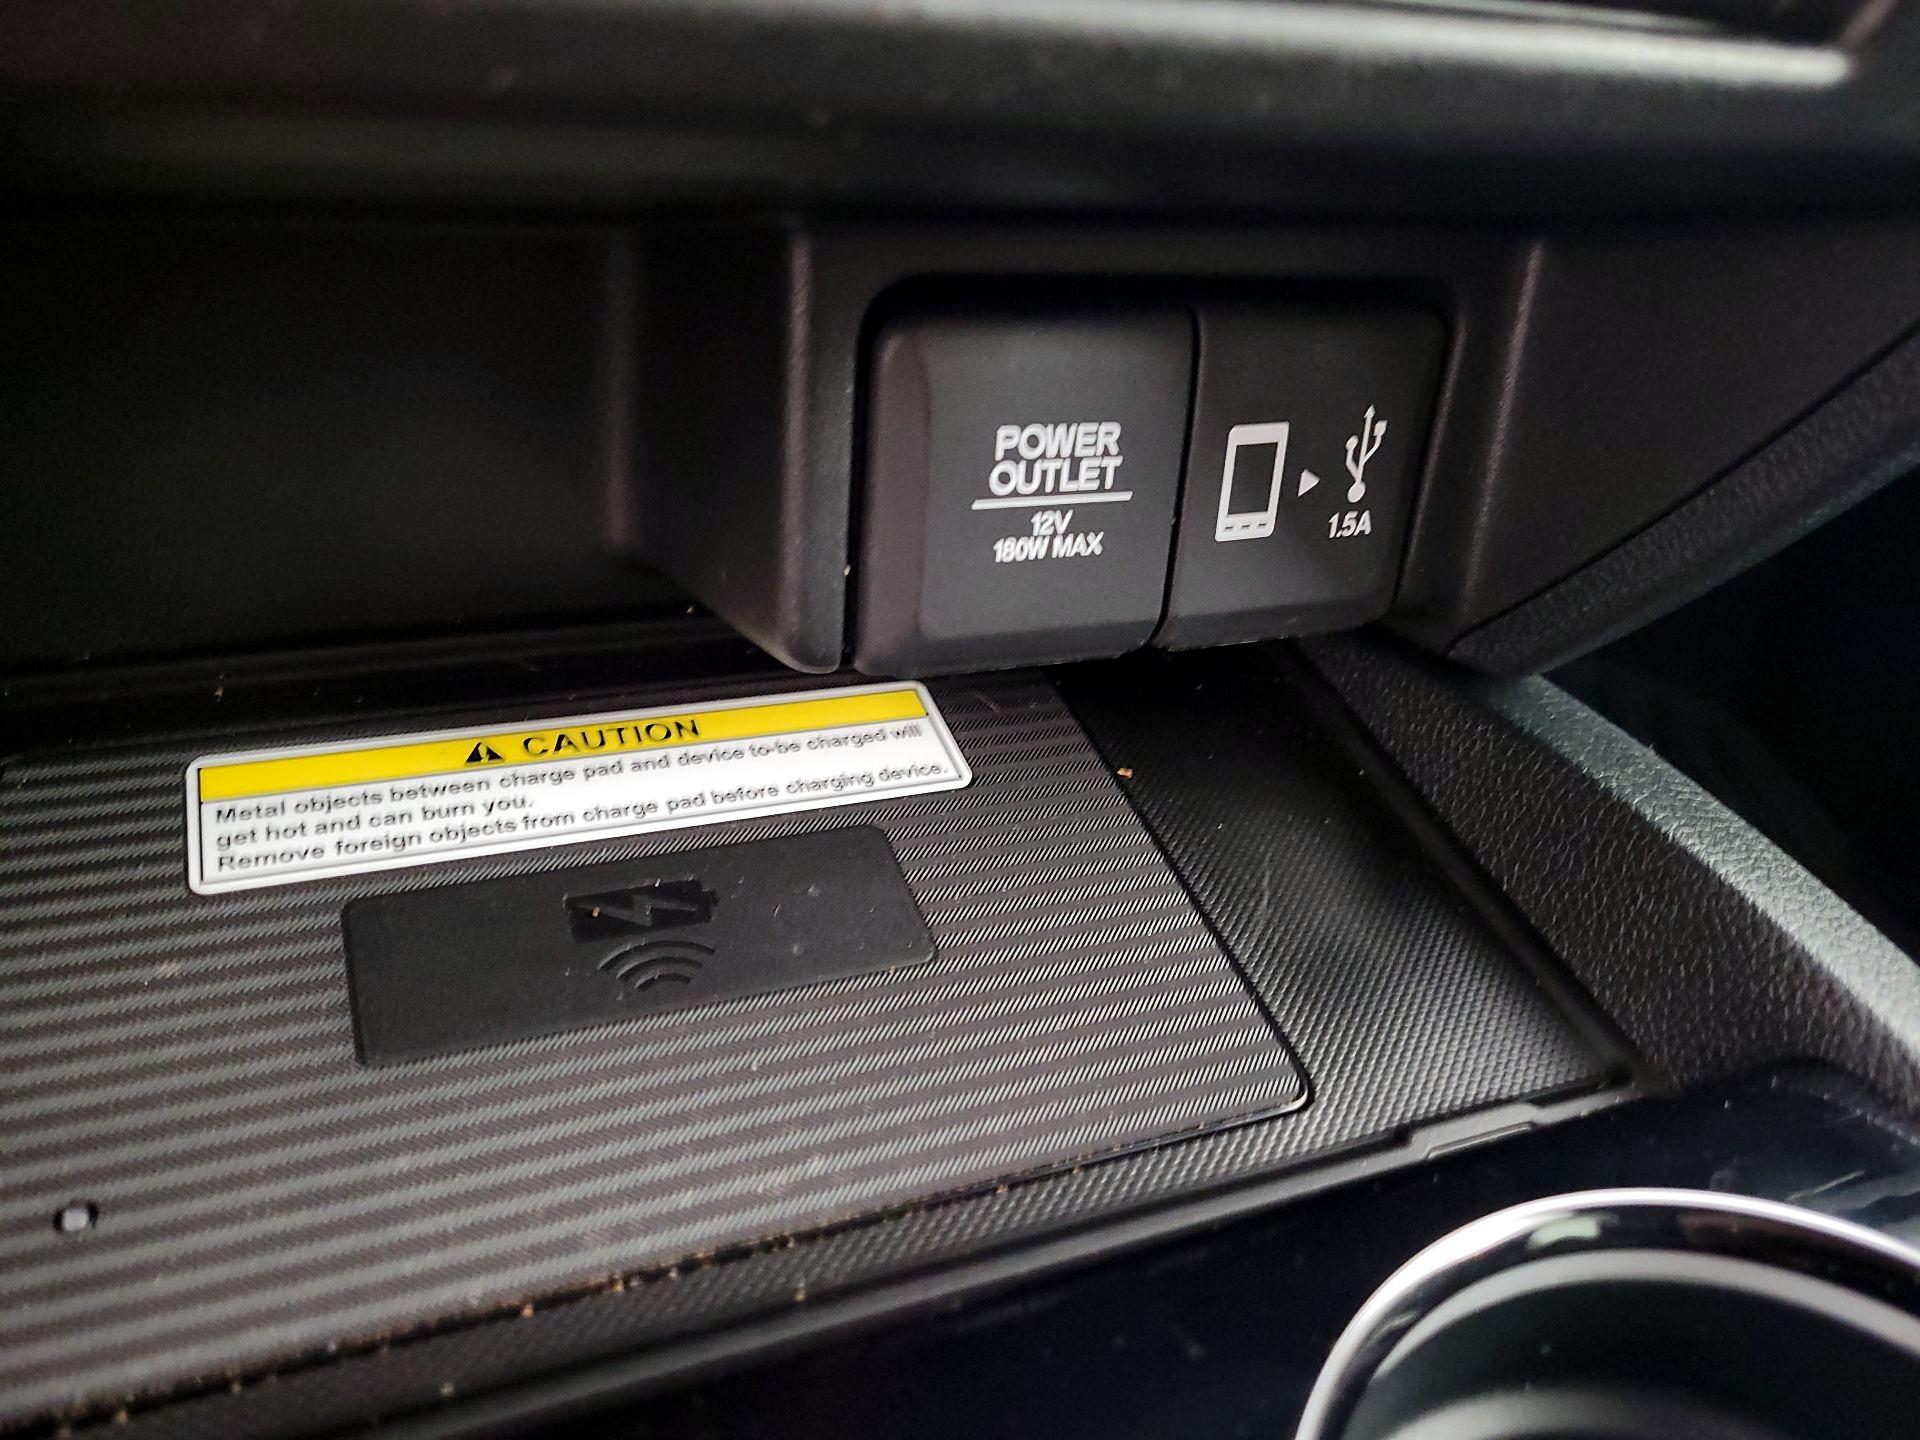 POWER
OUTLET
12V
180W MAX
1.5A
CAUTION
Metal objects between charge pad and device to be charged will
get hot and can burn you.
Remove foreign objects from charge pad before charging device.